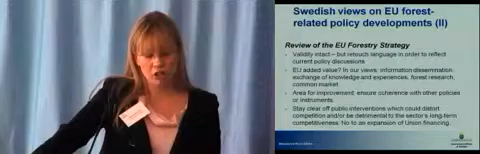 Swedish views on EU forest-
related policy developments (II)
Review of the EU Forestry Strategy
Validity intact – but retouch language in order to reflect
current policy discussions
EU added value? In our views: information dissemination,
exchange of knowledge and experiences, forest research,
common market
Area for improvement: ensure coherence with other policies
or instruments.
Stay clear off public interventions which could distort
competition and/or be detrimental to the sector's long-term
competitiveness: No to an expansion of Union financing.